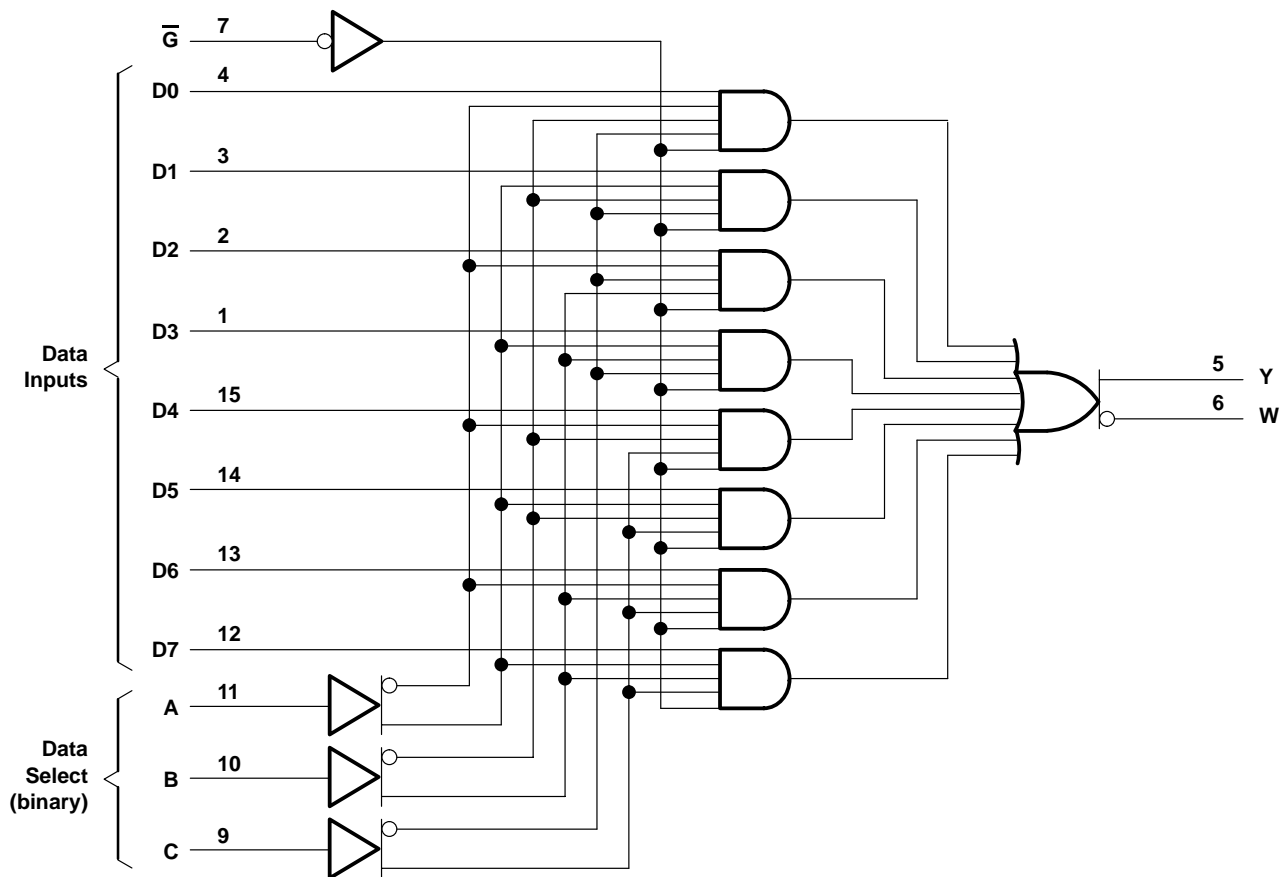 G̅ 7
D0 4
D1 3
D2 2
D3 1
Data
Inputs
D4 15
D5 14
D6 13
D7 12
5 Y
6 W
A 11
Data
Select
(binary)
B 10
C 9